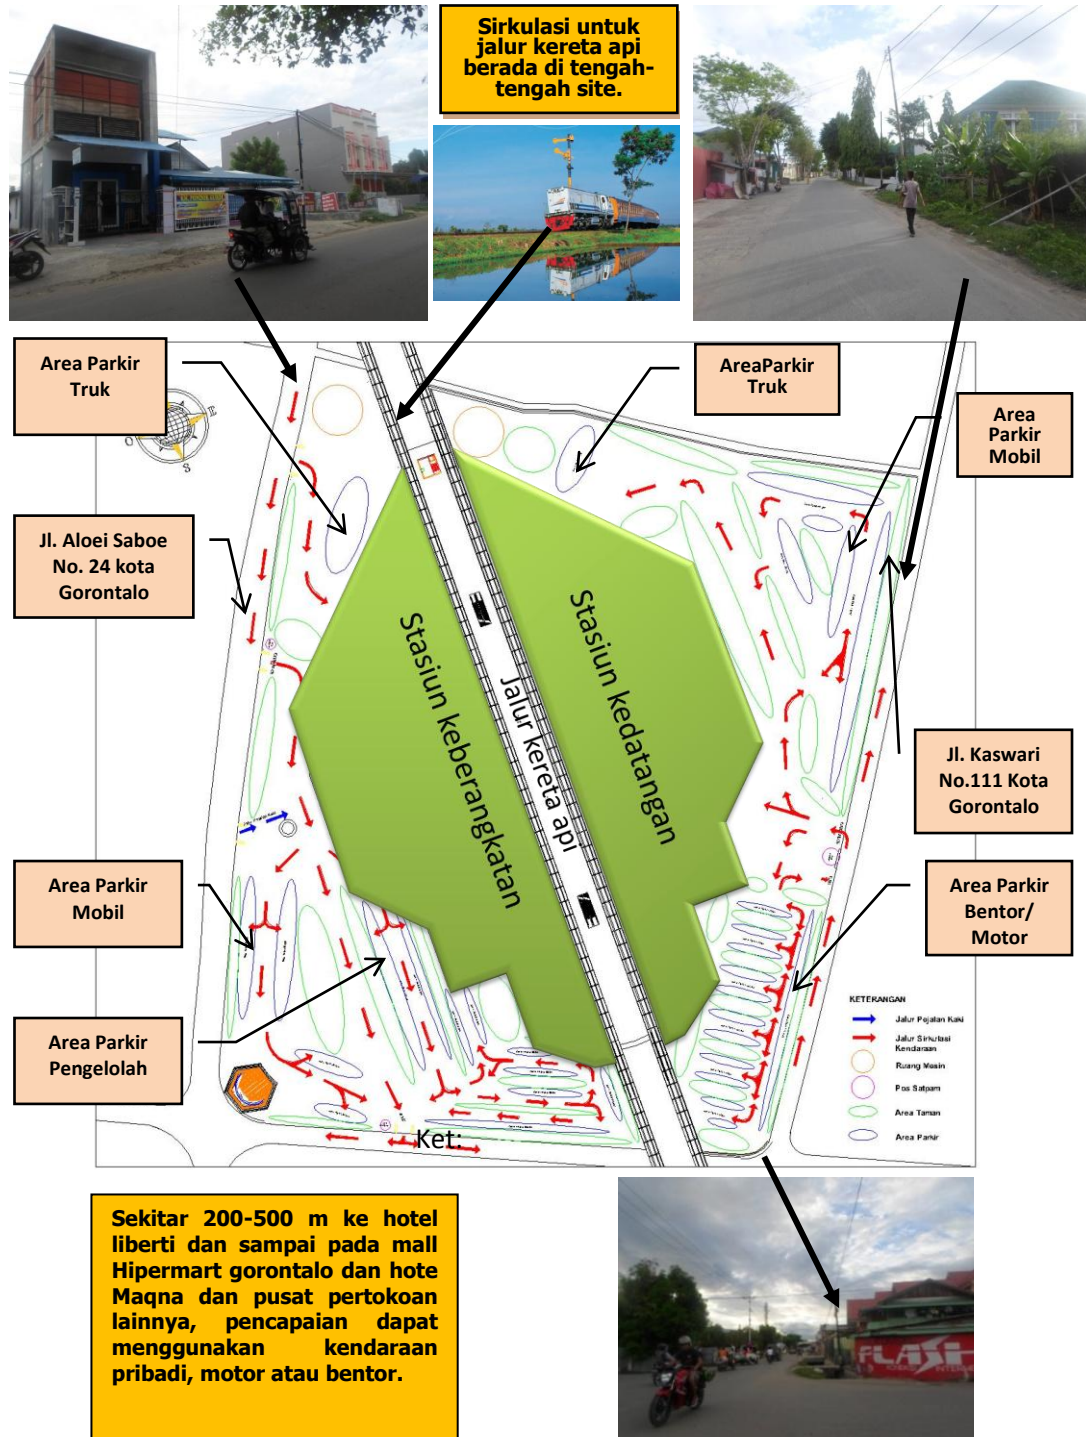 Sirkulasi untuk
jalur kereta api
berada di tengah-
tengah site.
Area Parkir
Truk
AreaParkir
Truk
Area
Parkir
Mobil
Jl. Aloei Saboe
No. 24 kota
Gorontalo
Stasiun keberangkatan
Jalur kereta api
Stasiun kedatangan
Jl. Kaswari
No.111 Kota
Gorontalo
Area Parkir
Mobil
Area Parkir
Bentor/
Motor
Area Parkir
Pengelolah
KETERANGAN
Jalur Pejalan Kaki
Jalur Sirkulasi
Kendaraan
Ruang Mesin
Pos Satpam
Area Taman
Area Parkir
Ket:
Sekitar 200-500 m ke hotel
liberti dan sampai pada mall
Hipermart gorontalo dan hote
Maqna dan pusat pertokoan
lainnya, pencapaian dapat
menggunakan kendaraan
pribadi, motor atau bentor.
FLASH